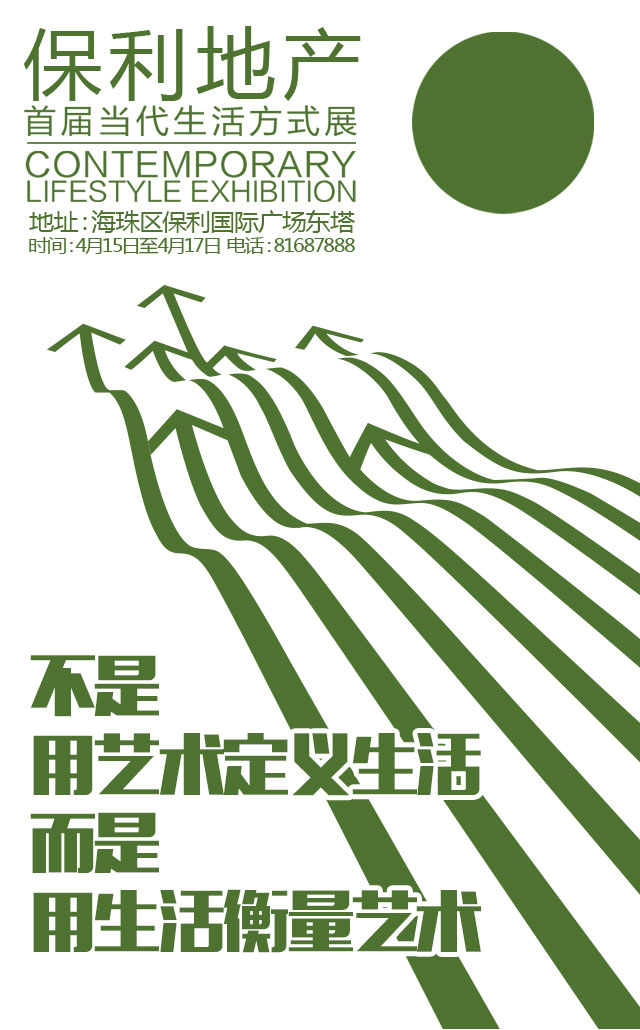 保利地产
首届当代生活方式展
CONTEMPORARY
LIFESTYLE EXHIBITION
地址:海珠区保利国际广场东塔
时间:4月15日至4月17日 电话:81687888
不是
用艺术定义生活
而是
用生活衡量艺术